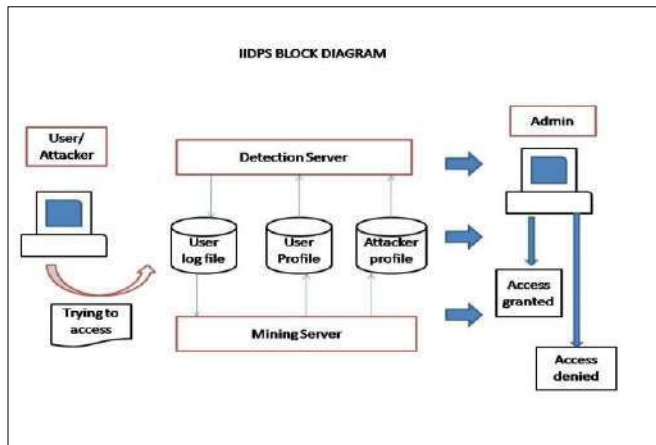 IIDPS BLOCK DIAGRAM
User/
Attacker
Admin
Detection Server
User
log file
User
Profile
Attacker
profile
Trying to
access
Mining Server
Access
granted
Access
denied